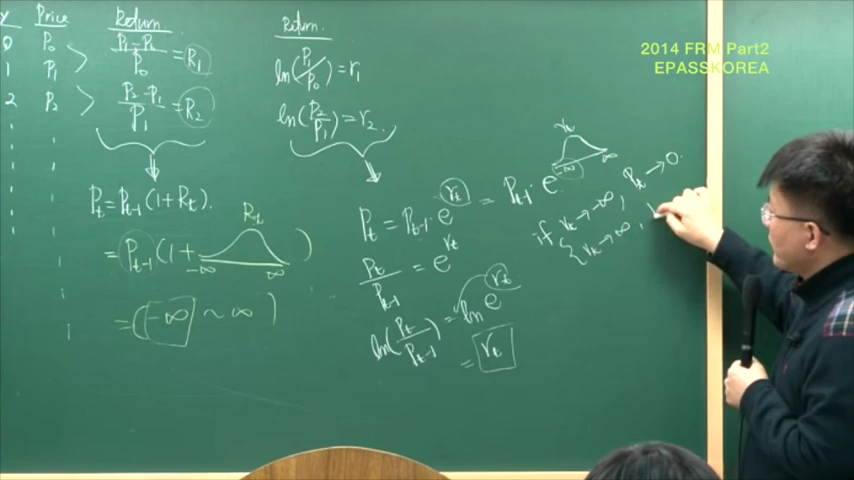 2014 FRM Part2
EPASSKOREA
Y Price Return Return
0 P₀
1 P₁
2 P₂
(P₁-P₀)/P₀ = R₁
(P₂-P₁)/P₁ = R₂
ln(P₁/P₀) = r₁
ln(P₂/P₁) = r₂
Pₜ = Pₜ₋₁(1+Rₜ)
= Pₜ₋₁(1+ )
Rₜ
-∞ ∞
= (-∞ ~ ∞)
Pₜ = Pₜ₋₁·e^rₜ = Pₜ₋₁·e
rₜ
-∞ ∞
Pₜ/Pₜ₋₁ = e^rₜ
ln(Pₜ/Pₜ₋₁) = ln e^rₜ
= rₜ
if { rₜ → -∞, Pₜ → 0.
rₜ → ∞,